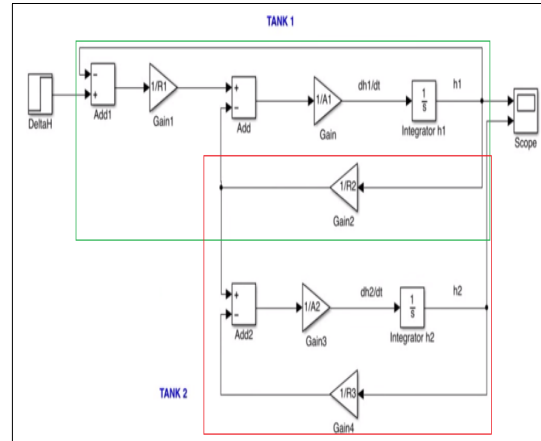 TANK 1
DeltaH
−
+
Add1
1/R1
Gain1
+
−
Add
1/A1
Gain
dh1/dt
1
s
Integrator h1
h1
Scope
1/R2
Gain2
+
−
Add2
1/A2
Gain3
dh2/dt
1
s
Integrator h2
h2
TANK 2
1/R3
Gain4